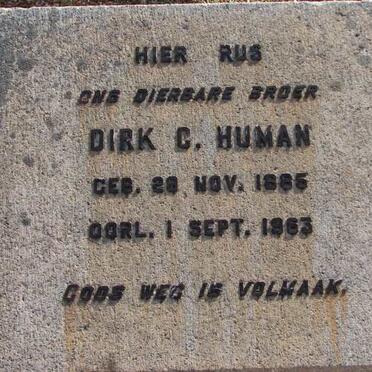 HIER RUS
ONS DIERBARE BROER
DIRK C. HUMAN
GEB. 28 NOV. 1885
OORL. 1 SEPT. 1963
GODS WEG IS VOLMAAK.